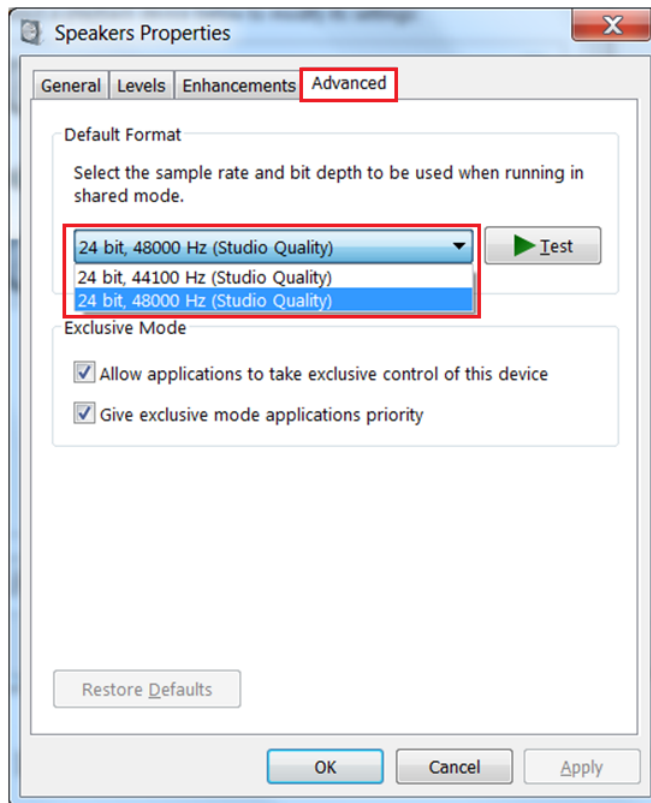 Speakers Properties
General Levels Enhancements Advanced
Default Format
Select the sample rate and bit depth to be used when running in
shared mode.
24 bit, 48000 Hz (Studio Quality)
Test
24 bit, 44100 Hz (Studio Quality)
24 bit, 48000 Hz (Studio Quality)
Exclusive Mode
Allow applications to take exclusive control of this device
Give exclusive mode applications priority
Restore Defaults
OK Cancel Apply